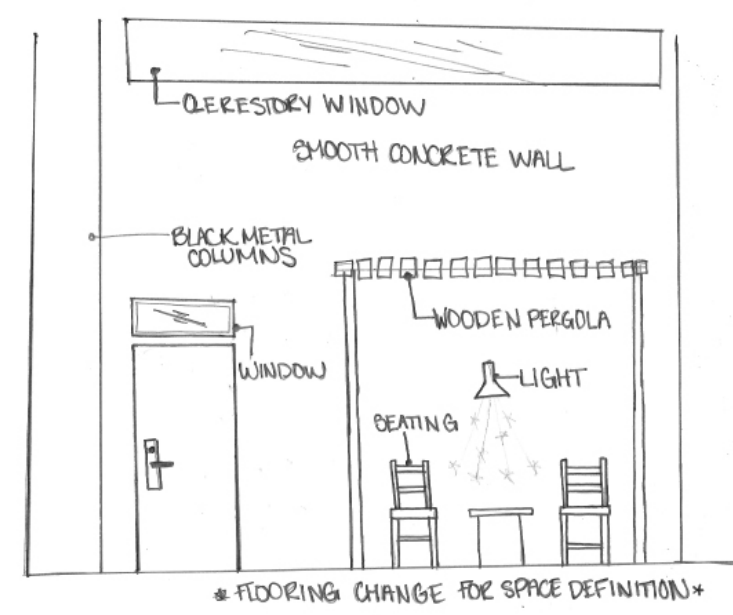 CLERESTORY WINDOW
SMOOTH CONCRETE WALL
BLACK METAL
COLUMNS
WOODEN PERGOLA
WINDOW
LIGHT
SEATING
* FLOORING CHANGE FOR SPACE DEFINITION *